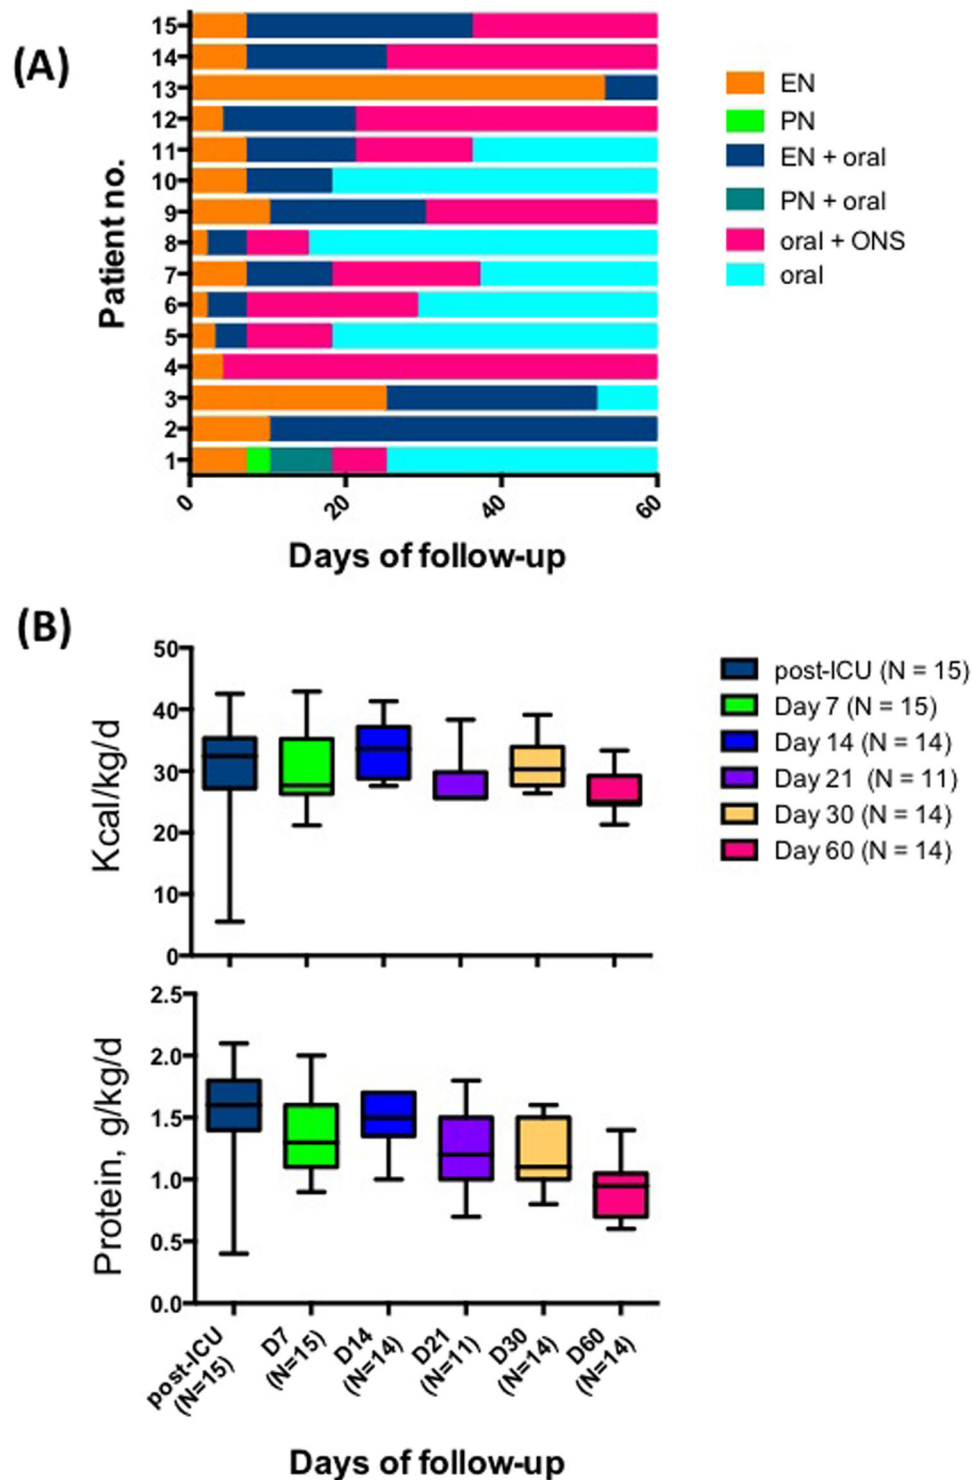 (A)
Patient no.
15
14
13
12
11
10
9
8
7
6
5
4
3
2
1
0
20
40
60
Days of follow-up
EN
PN
EN + oral
PN + oral
oral + ONS
oral
(B)
Kcal/kg/d
50
40
30
20
10
0
post-ICU (N = 15)
Day 7 (N = 15)
Day 14 (N = 14)
Day 21 (N = 11)
Day 30 (N = 14)
Day 60 (N = 14)
Protein, g/kg/d
2.5
2.0
1.5
1.0
0.5
0.0
post-ICU
(N=15)
D7
(N=15)
D14
(N=14)
D21
(N=11)
D30
(N=14)
D60
(N=14)
Days of follow-up